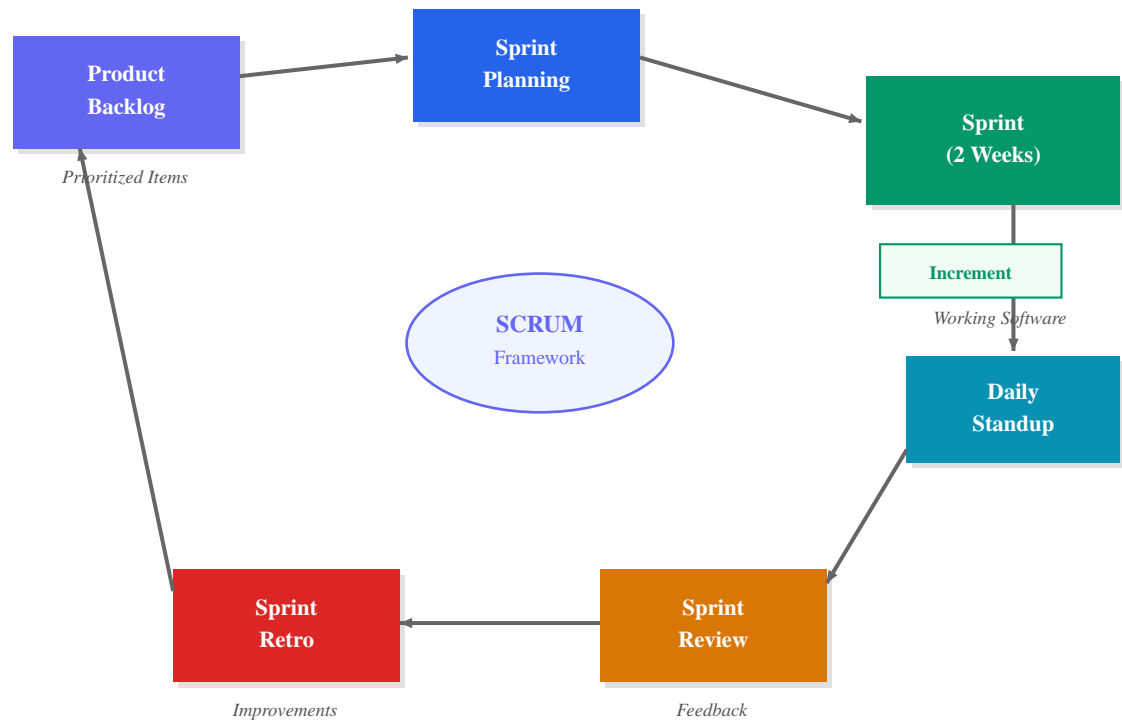 Product
Backlog
Prioritized Items
Sprint
Planning
Sprint
(2 Weeks)
Increment
Working Software
SCRUM
Framework
Daily
Standup
Sprint
Review
Feedback
Sprint
Retro
Improvements